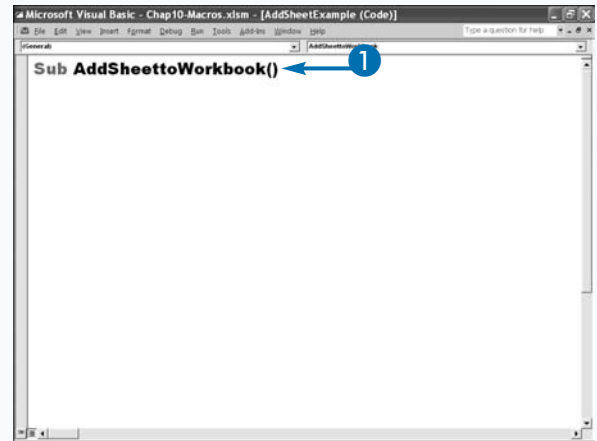 Microsoft Visual Basic - Chap10-Macros.xlsm - [AddSheetExample (Code)]
File Edit View Insert Format Debug Run Tools Add-Ins Window Help Type a question for help
(General) AddSheettoWorkbook
Sub AddSheettoWorkbook() 1